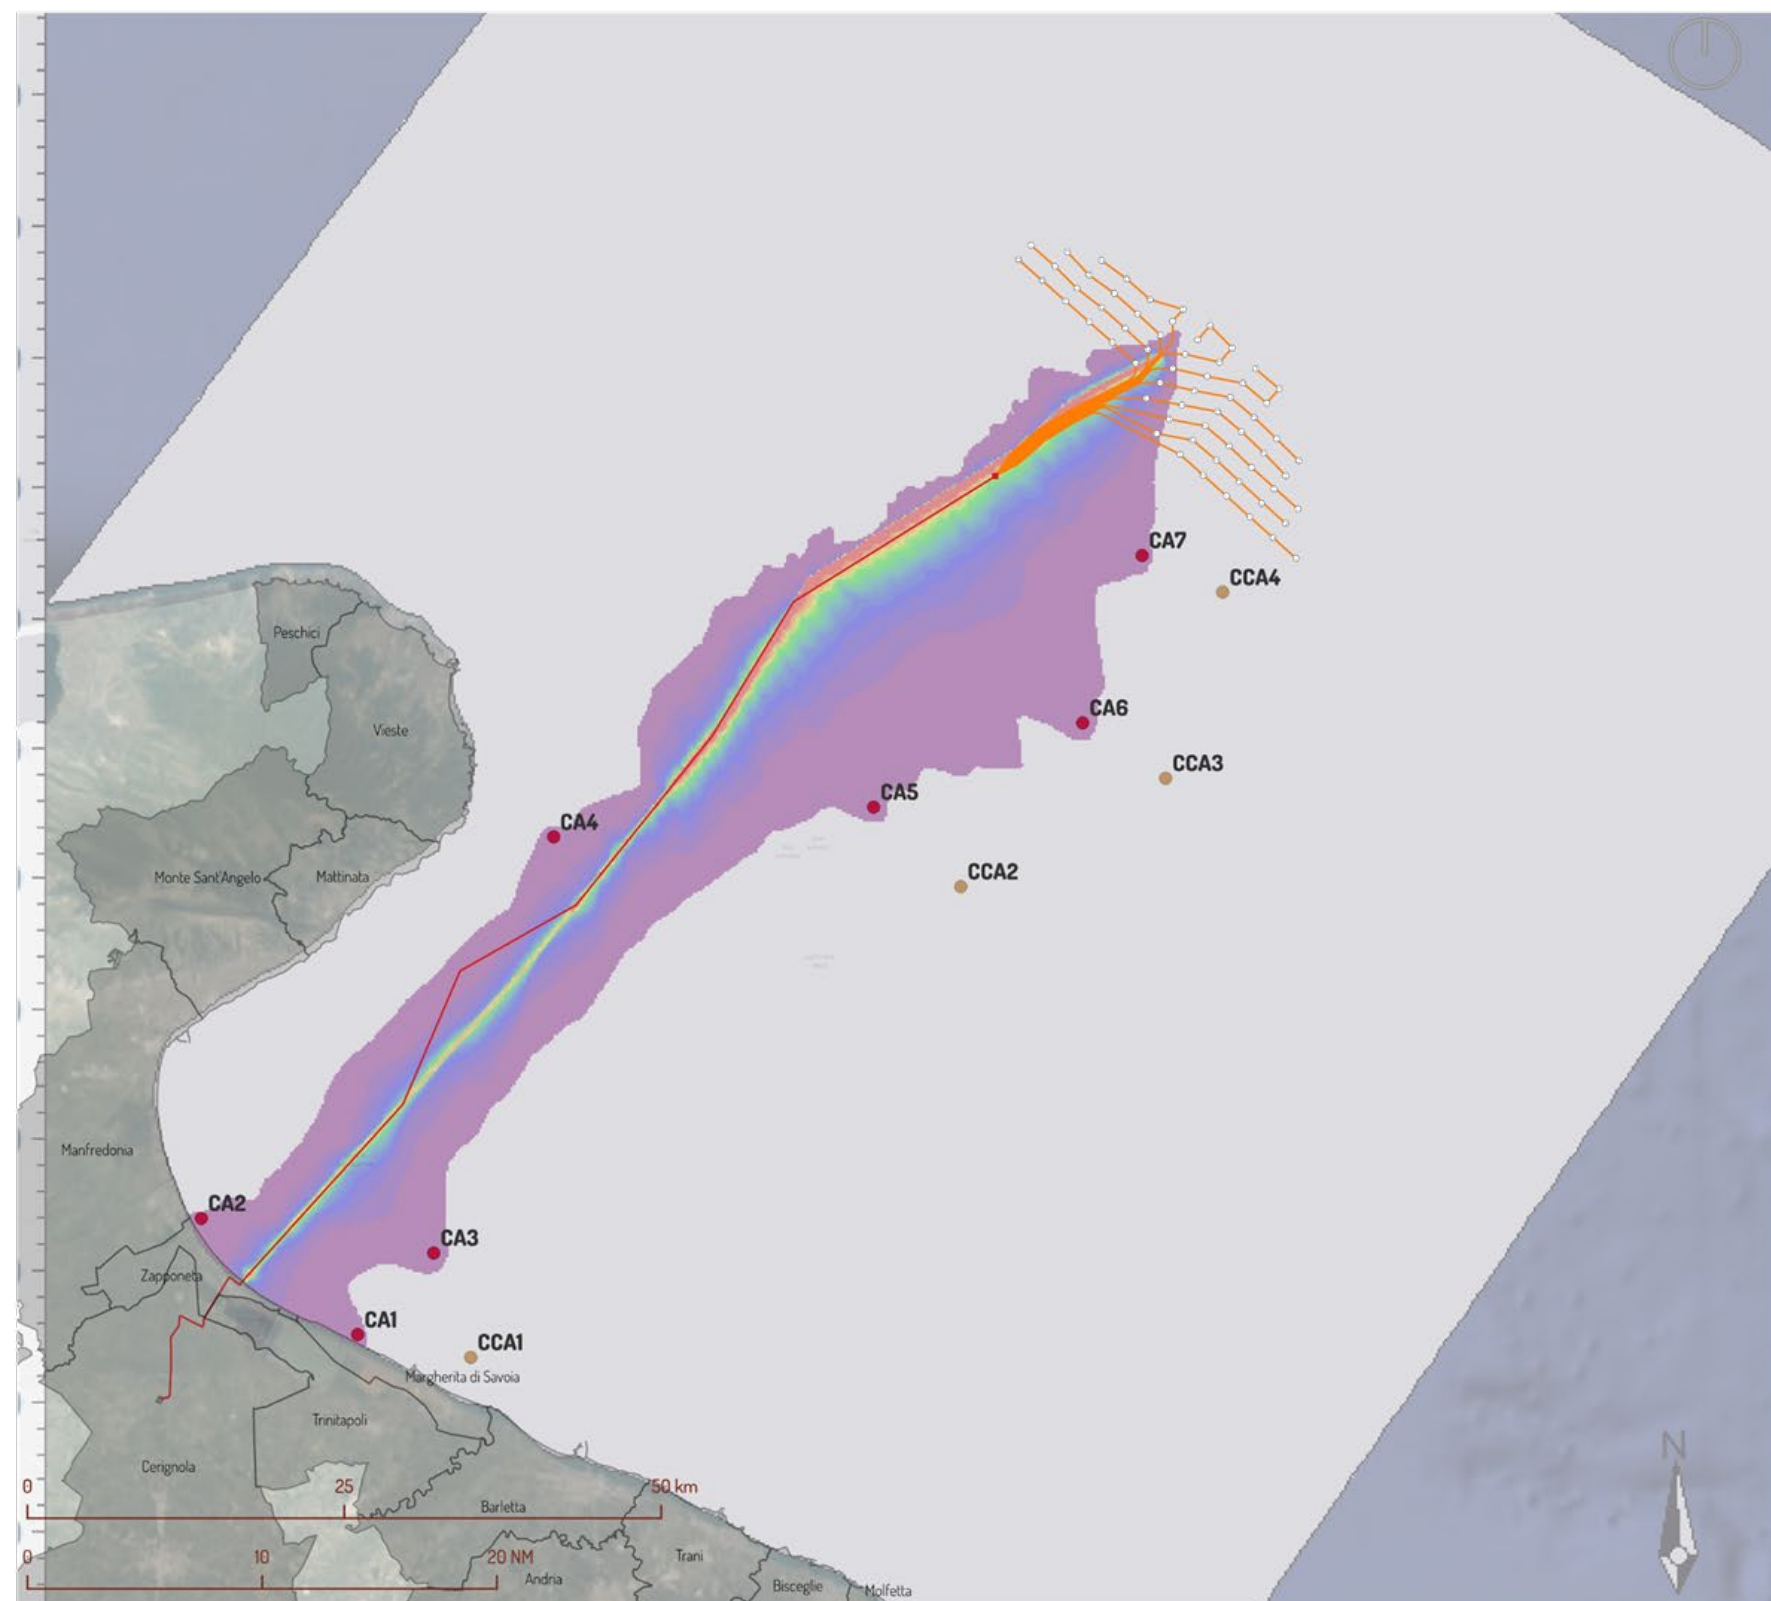 CA7
CCA4
Peschici
CA6
Vieste
CCA3
CA5
CA4
CCA2
Monte Sant'Angelo
Mattinata
Manfredonia
CA2
CA3
Zapponeta
CA1
CCA1
Margherita di Savoia
Trinitapoli
N
Cerignola
0 25 50 km
Barletta
0 10 20 NM
Trani
Andria
Bisceglie
Molfetta